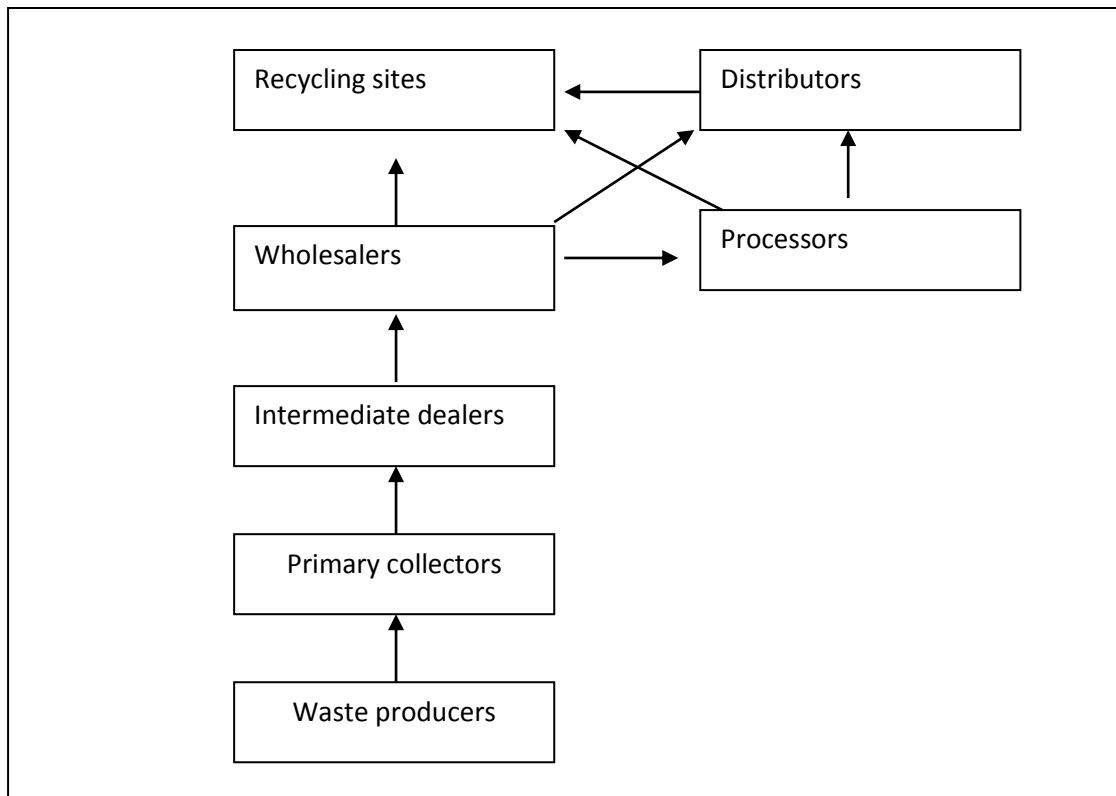 Recycling sites
Distributors
Wholesalers
Processors
Intermediate dealers
Primary collectors
Waste producers